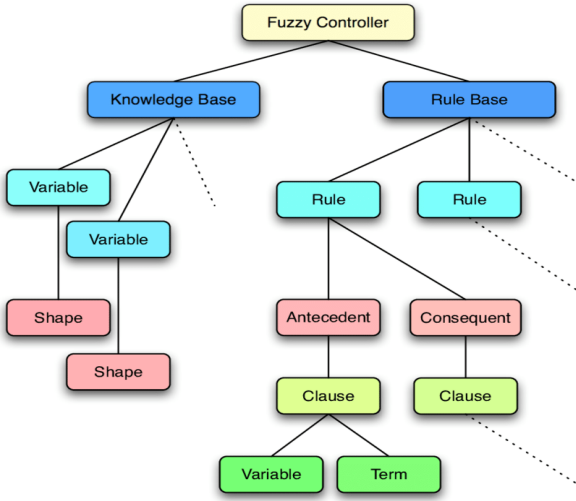 Fuzzy Controller
Knowledge Base
Rule Base
Variable
Rule
Rule
Variable
Shape
Antecedent
Consequent
Shape
Clause
Clause
Variable
Term